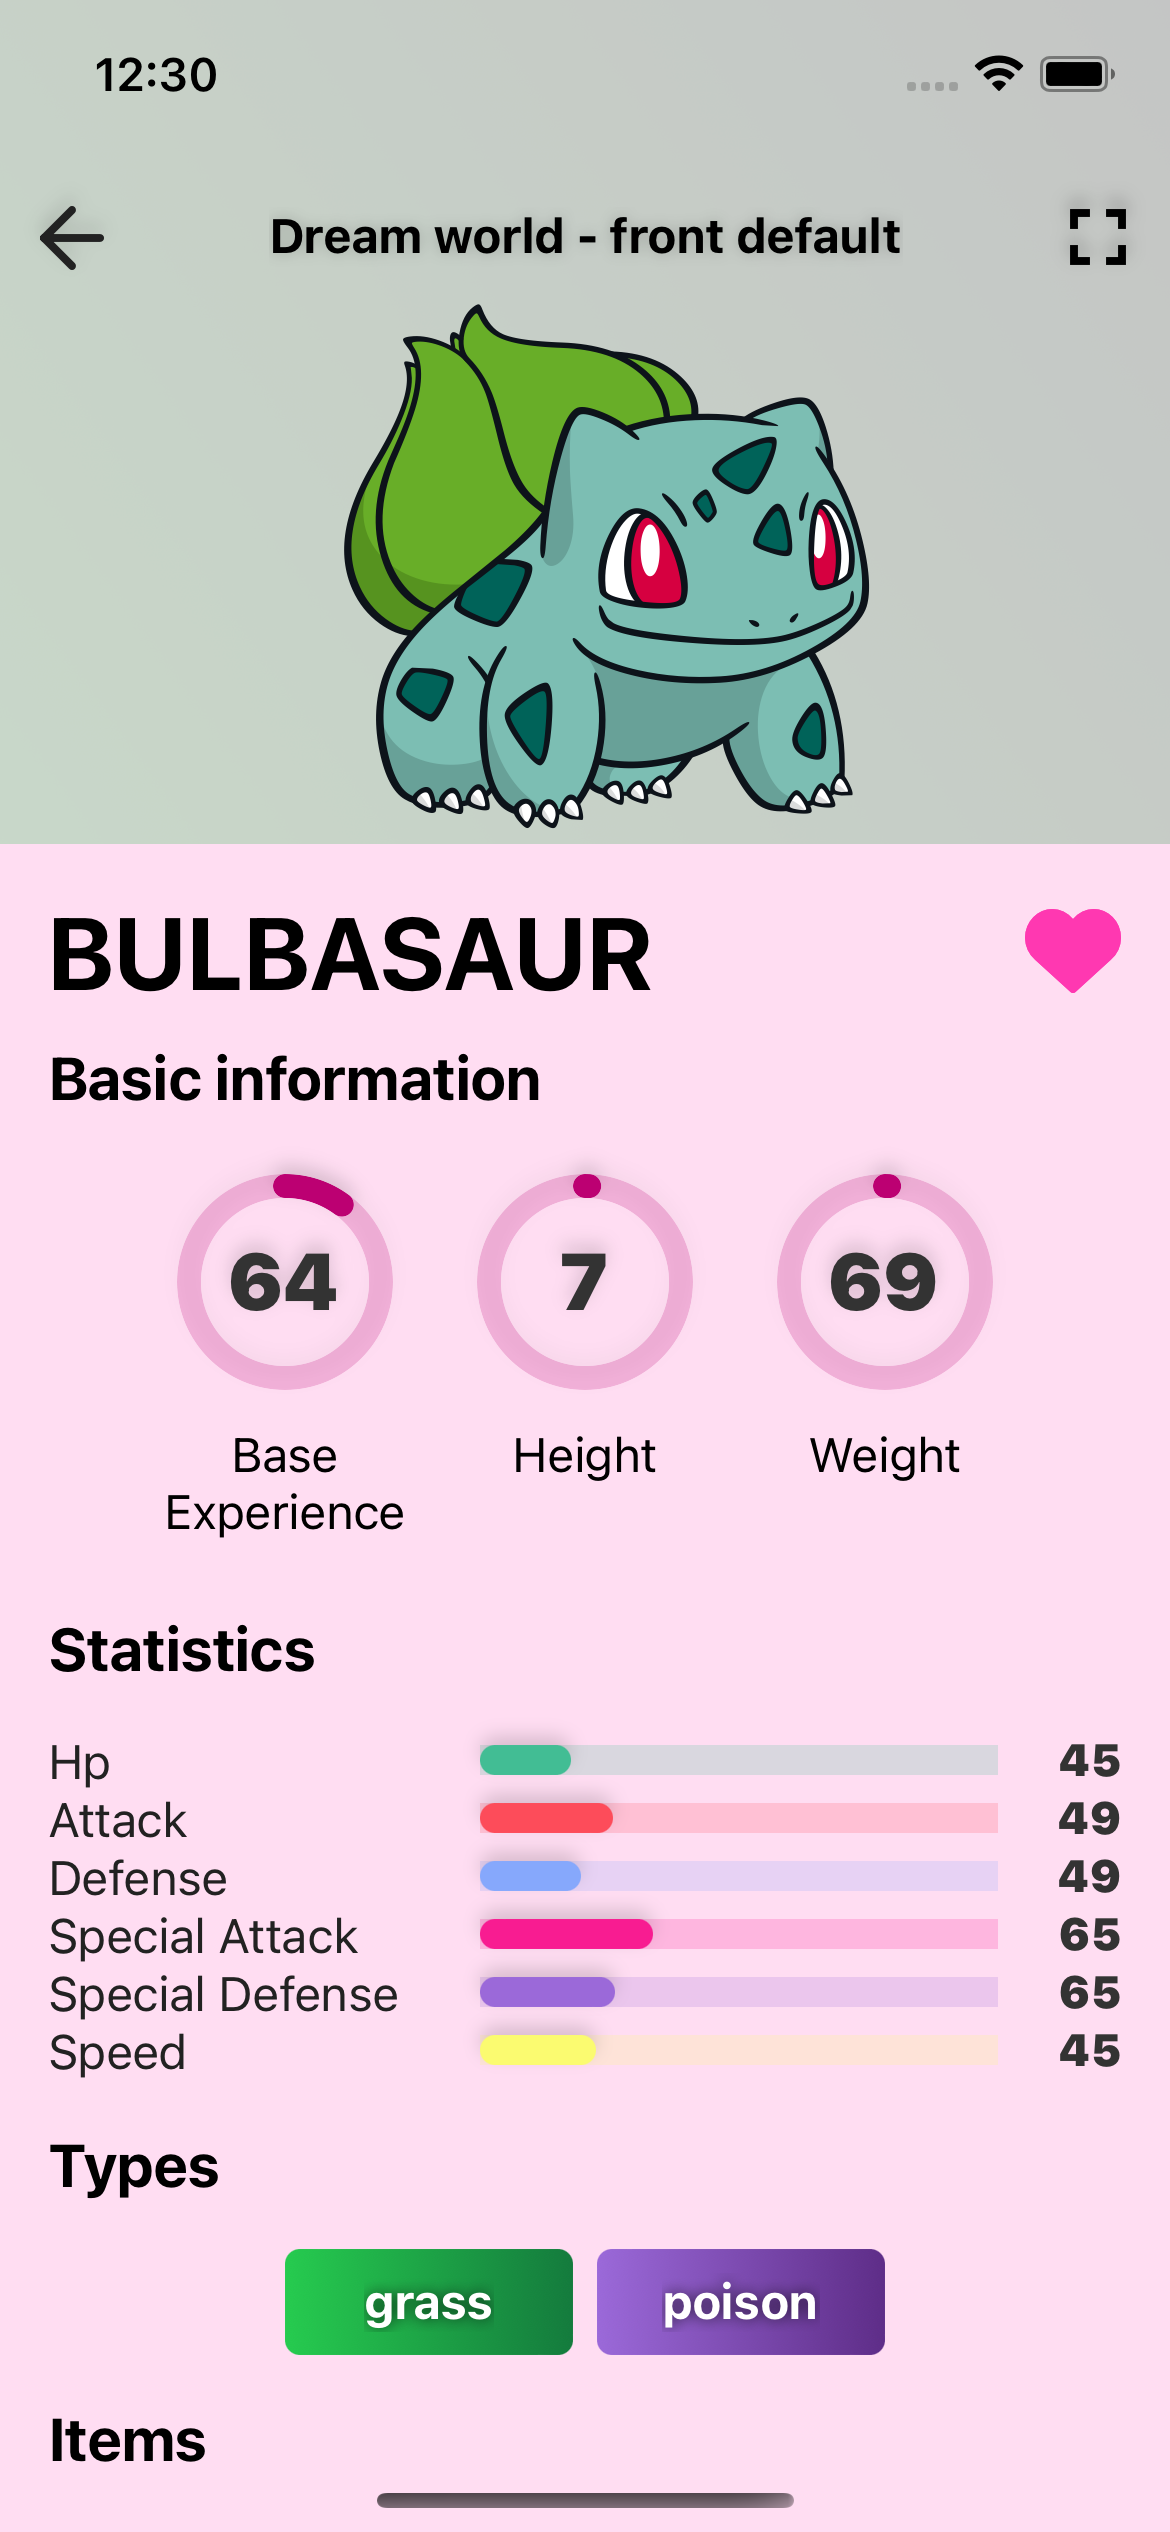 12:30
Dream world - front default
BULBASAUR
Basic information
64 7 69
Base Height Weight
Experience
Statistics
Hp 45
Attack 49
Defense 49
Special Attack 65
Special Defense 65
Speed 45
Types
grass poison
Items